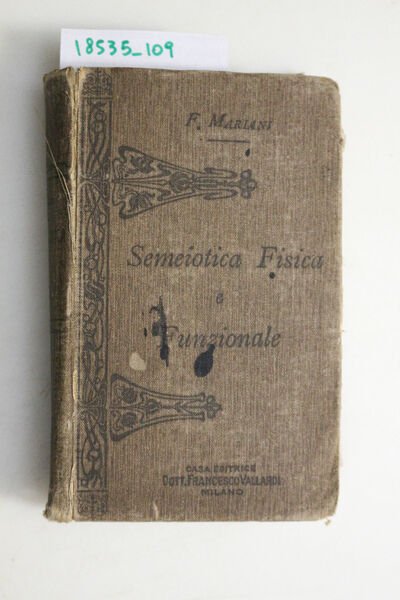 18535_109
F. MARIANI
Semeiotica Fisica
e
Funzionale
CASA EDITRICE
DOTT. FRANCESCO VALLARDI
MILANO